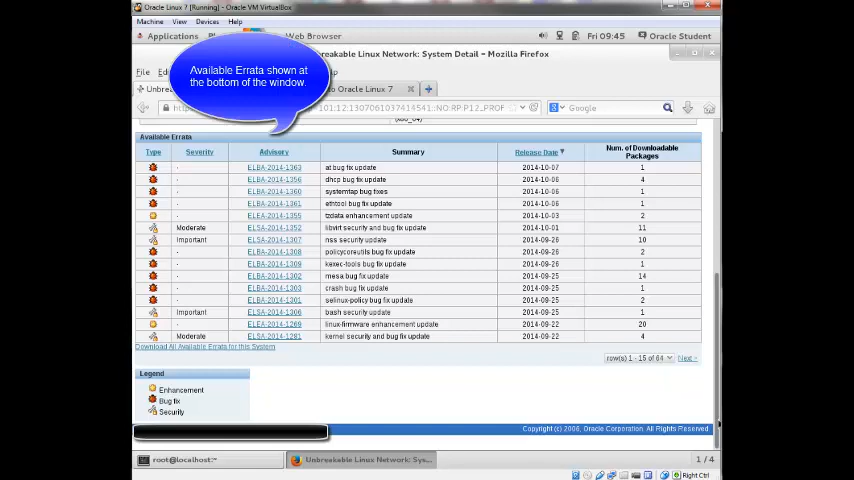 Oracle Linux 7 [Running] - Oracle VM VirtualBox
Machine View Devices Help
Applications Web Browser Fri 09:45 Oracle Student
breakable Linux Network: System Detail - Mozilla Firefox
File
to Oracle Linux 7
Google
Available Errata shown at
the bottom of the window.
Available Errata
Type Severity Advisory Summary Release Date Num. of Downloadable Packages
- ELBA-2014-1363 at bug fix update 2014-10-07 1
- ELBA-2014-1356 dhcp bug fix update 2014-10-06 4
- ELBA-2014-1360 systemtap bug fixes 2014-10-06 1
- ELBA-2014-1361 ethtool bug fix update 2014-10-06 1
- ELEA-2014-1355 tzdata enhancement update 2014-10-03 2
Moderate ELSA-2014-1352 libvirt security and bug fix update 2014-10-01 11
Important ELSA-2014-1307 nss security update 2014-09-26 10
- ELBA-2014-1308 policycoreutils bug fix update 2014-09-26 2
- ELBA-2014-1309 kexec-tools bug fix update 2014-09-26 1
- ELBA-2014-1302 mesa bug fix update 2014-09-25 14
- ELBA-2014-1303 crash bug fix update 2014-09-25 1
- ELBA-2014-1301 selinux-policy bug fix update 2014-09-25 2
Important ELSA-2014-1306 bash security update 2014-09-25 1
- ELEA-2014-1269 linux-firmware enhancement update 2014-09-22 20
Moderate ELSA-2014-1281 kernel security and bug fix update 2014-09-22 4
Download All Available Errata for this System
row(s) 1 - 15 of 64 Next
Legend
Enhancement
Bug fix
Security
Copyright (c) 2006, Oracle Corporation. All Rights Reserved
root@localhost:~ Unbreakable Linux Network: Sys... 1 / 4
Right Ctrl